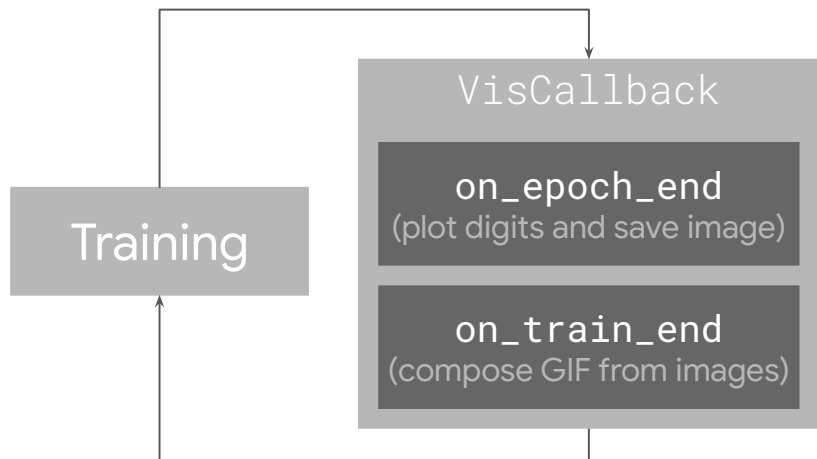 VisCallback
on_epoch_end
(plot digits and save image)
Training
on_train_end
(compose GIF from images)